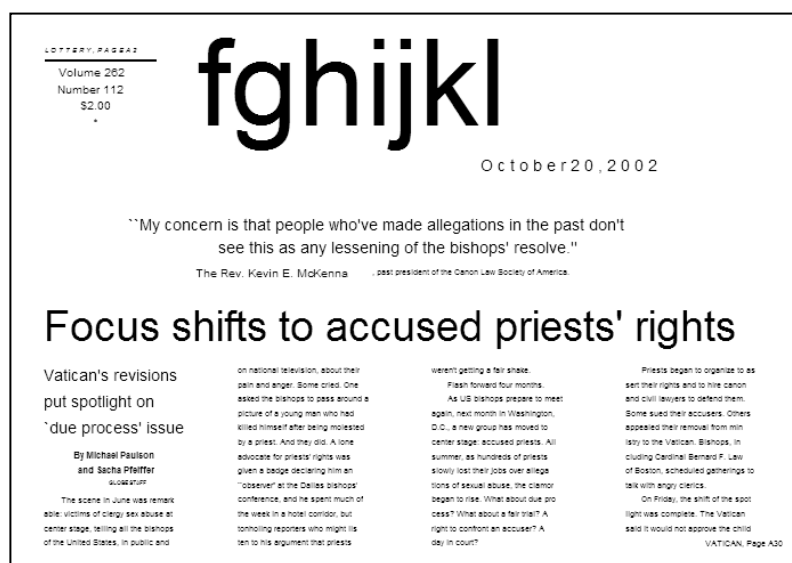 LOTTERY, PAGE A2
Volume 262
Number 112
$2.00
*
fghijkl
October20,2002
``My concern is that people who've made allegations in the past don't
see this as any lessening of the bishops' resolve.''
The Rev. Kevin E. McKenna , past president of the Canon Law Society of America.
Focus shifts to accused priests' rights
Vatican's revisions
put spotlight on
`due process' issue
By Michael Paulson
and Sacha Pfeiffer
GLOBE STAFF
The scene in June was remark
able: victims of clergy sex abuse at
center stage, telling all the bishops
of the United States, in public and
on national television, about their
pain and anger. Some cried. One
asked the bishops to pass around a
picture of a young man who had
killed himself after being molested
by a priest. And they did. A lone
advocate for priests' rights was
given a badge declaring him an
``observer'' at the Dallas bishops'
conference, and he spent much of
the week in a hotel corridor, but
tonholing reporters who might lis
ten to his argument that priests
weren't getting a fair shake.
Flash forward four months.
As US bishops prepare to meet
again, next month in Washington,
D.C., a new group has moved to
center stage: accused priests. All
summer, as hundreds of priests
slowly lost their jobs over allega
tions of sexual abuse, the clamor
began to rise. What about due pro
cess? What about a fair trial? A
right to confront an accuser? A
day in court?
Priests began to organize to as
sert their rights and to hire canon
and civil lawyers to defend them.
Some sued their accusers. Others
appealed their removal from min
istry to the Vatican. Bishops, in
cluding Cardinal Bernard F. Law
of Boston, scheduled gatherings to
talk with angry clerics.
On Friday, the shift of the spot
light was complete. The Vatican
said it would not approve the child
VATICAN, Page A30